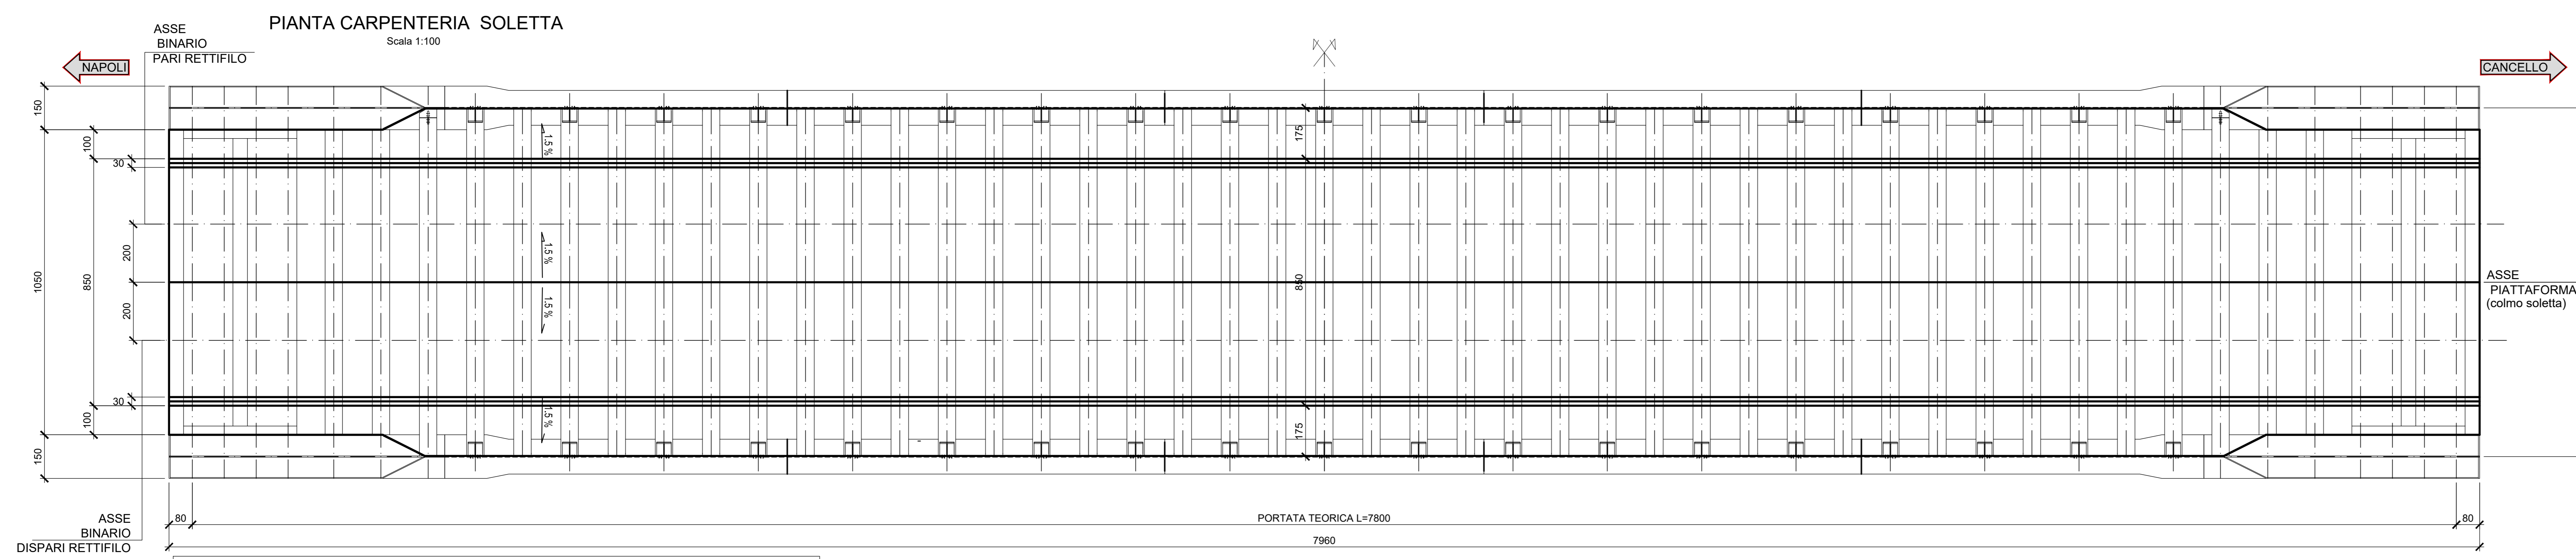 PIANTA CARPENTERIA SOLETTA
Scala 1:100
ASSE
BINARIO
PARI RETTIFILO
NAPOLI
CANCELLO
150
100
30
175
1.5 %
200
1.5 %
1050
850
850
ASSE
PIATTAFORMA
(colmo soletta)
200
1.5 %
30
100
1.5 %
175
150
ASSE
BINARIO
DISPARI RETTIFILO
80
PORTATA TEORICA L=7800
80
7960